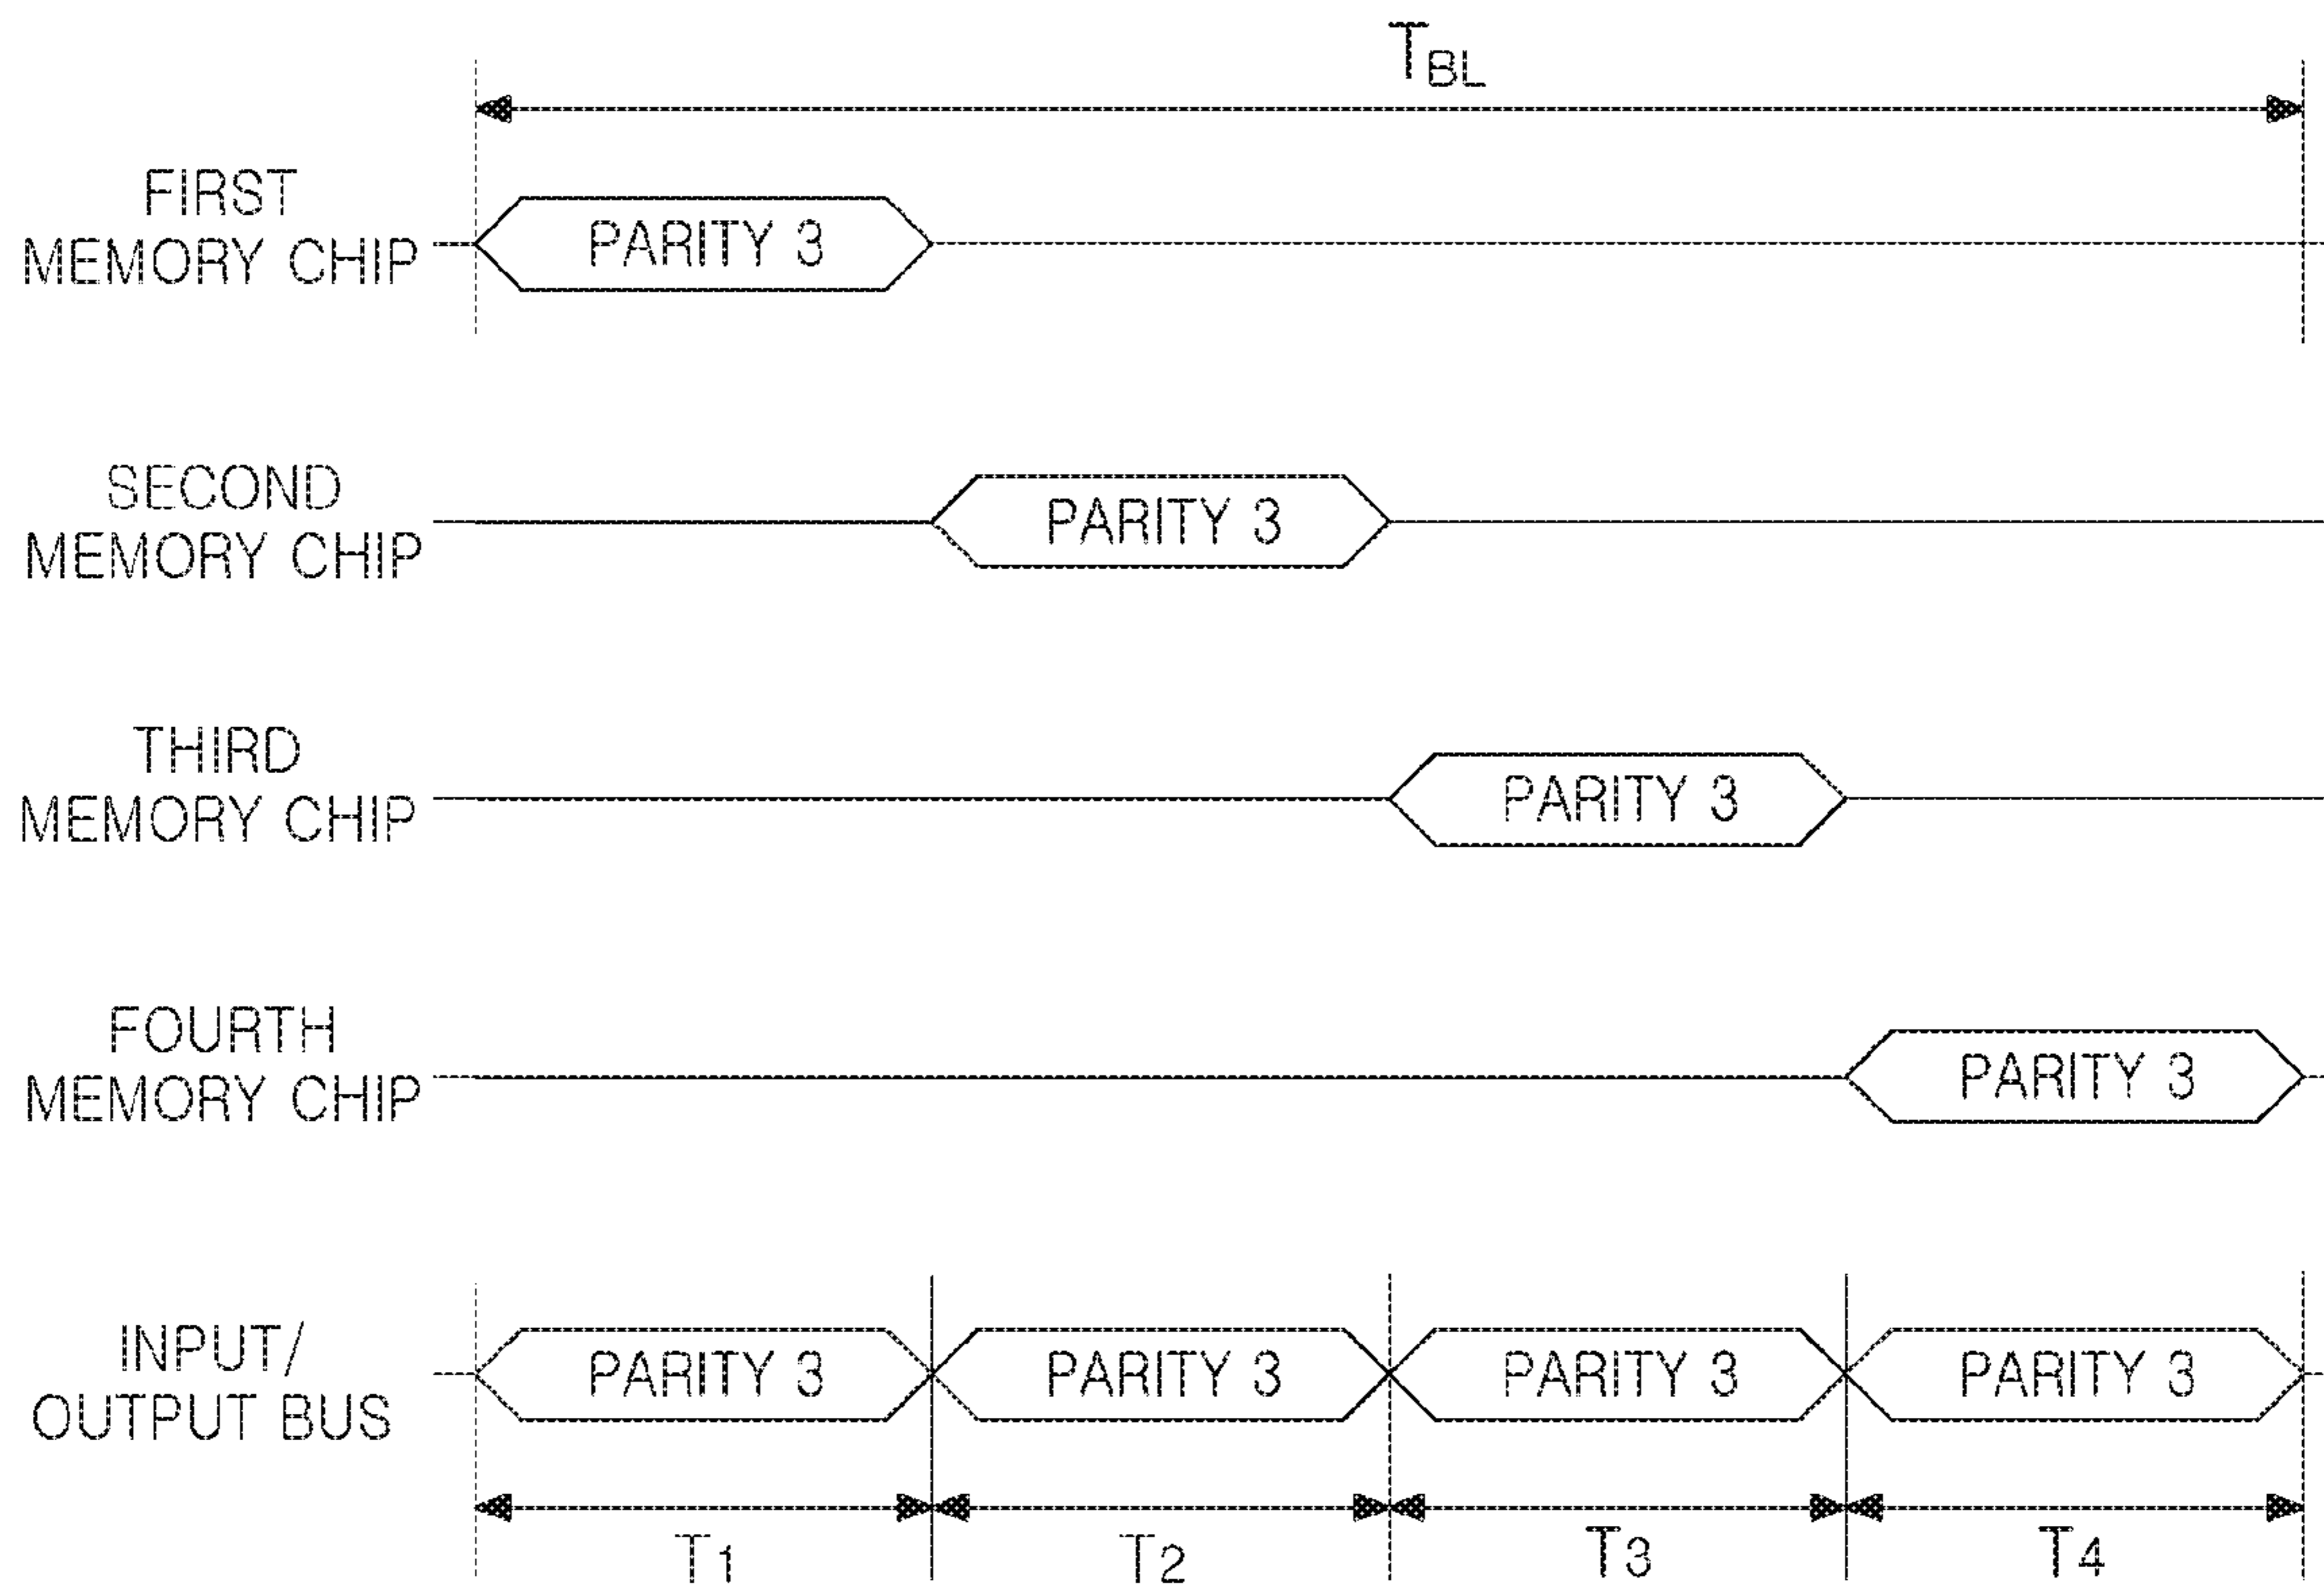 TBL
FIRST
MEMORY CHIP
PARITY 3
SECOND
MEMORY CHIP
PARITY 3
THIRD
MEMORY CHIP
PARITY 3
FOURTH
MEMORY CHIP
PARITY 3
INPUT/
OUTPUT BUS
PARITY 3 PARITY 3 PARITY 3 PARITY 3
T1 T2 T3 T4